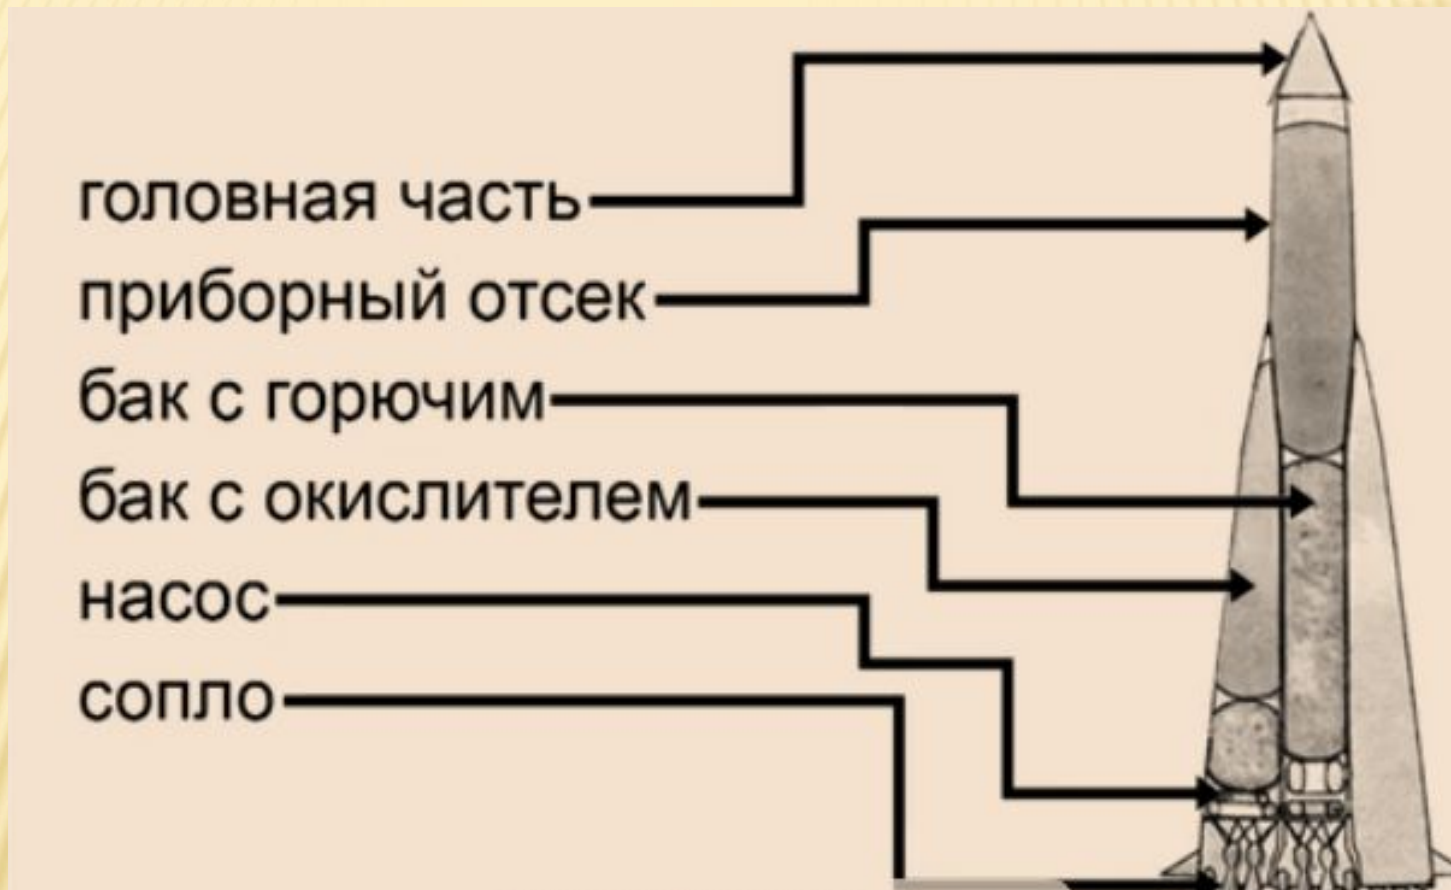 головная часть
приборный отсек
бак с горючим
бак с окислителем
насос
сопло